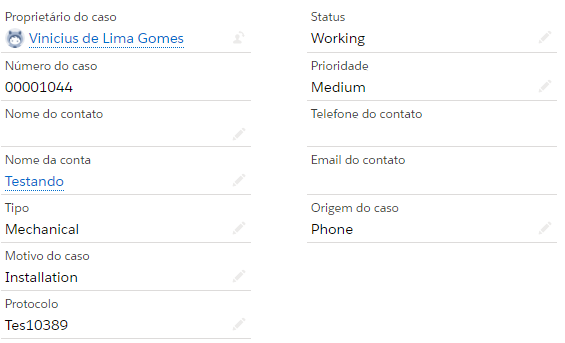 Proprietário do caso
Vinicius de Lima Gomes
Número do caso
00001044
Nome do contato
Nome da conta
Testando
Tipo
Mechanical
Motivo do caso
Installation
Protocolo
Tes10389
Status
Working
Prioridade
Medium
Telefone do contato
Email do contato
Origem do caso
Phone